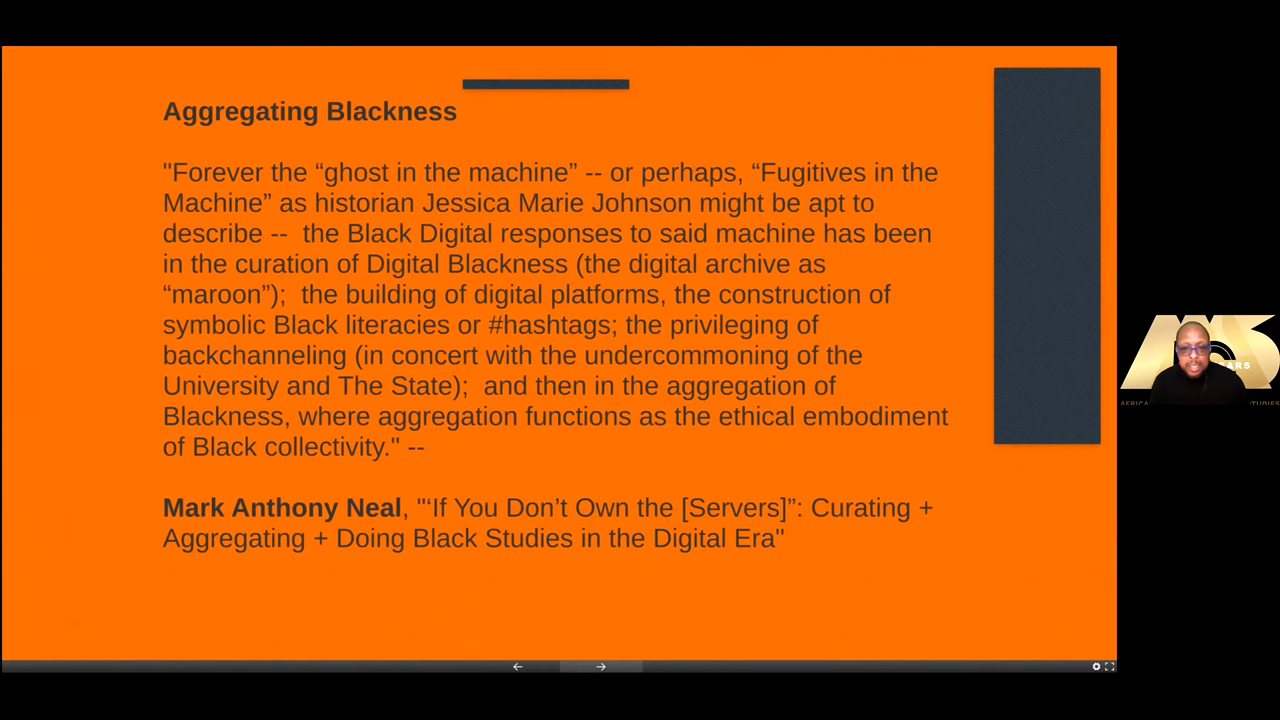 Aggregating Blackness
"Forever the “ghost in the machine” -- or perhaps, “Fugitives in the
Machine” as historian Jessica Marie Johnson might be apt to
describe --  the Black Digital responses to said machine has been
in the curation of Digital Blackness (the digital archive as
“maroon”);  the building of digital platforms, the construction of
symbolic Black literacies or #hashtags; the privileging of
backchanneling (in concert with the undercommoning of the
University and The State);  and then in the aggregation of
Blackness, where aggregation functions as the ethical embodiment
of Black collectivity." --
Mark Anthony Neal, "‘If You Don’t Own the [Servers]”: Curating +
Aggregating + Doing Black Studies in the Digital Era"